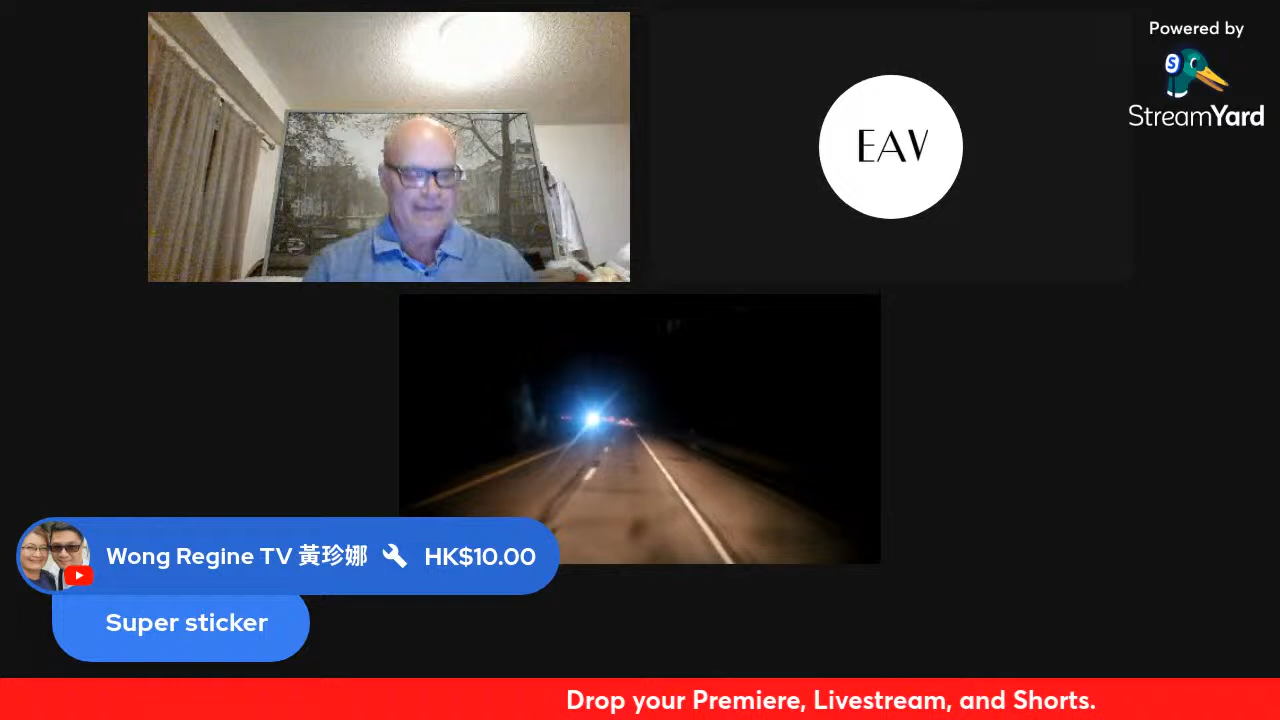 Powered by
S
StreamYard
EAV
Wong Regine TV 黃珍娜 HK$10.00
Super sticker
Drop your Premiere, Livestream, and Shorts.